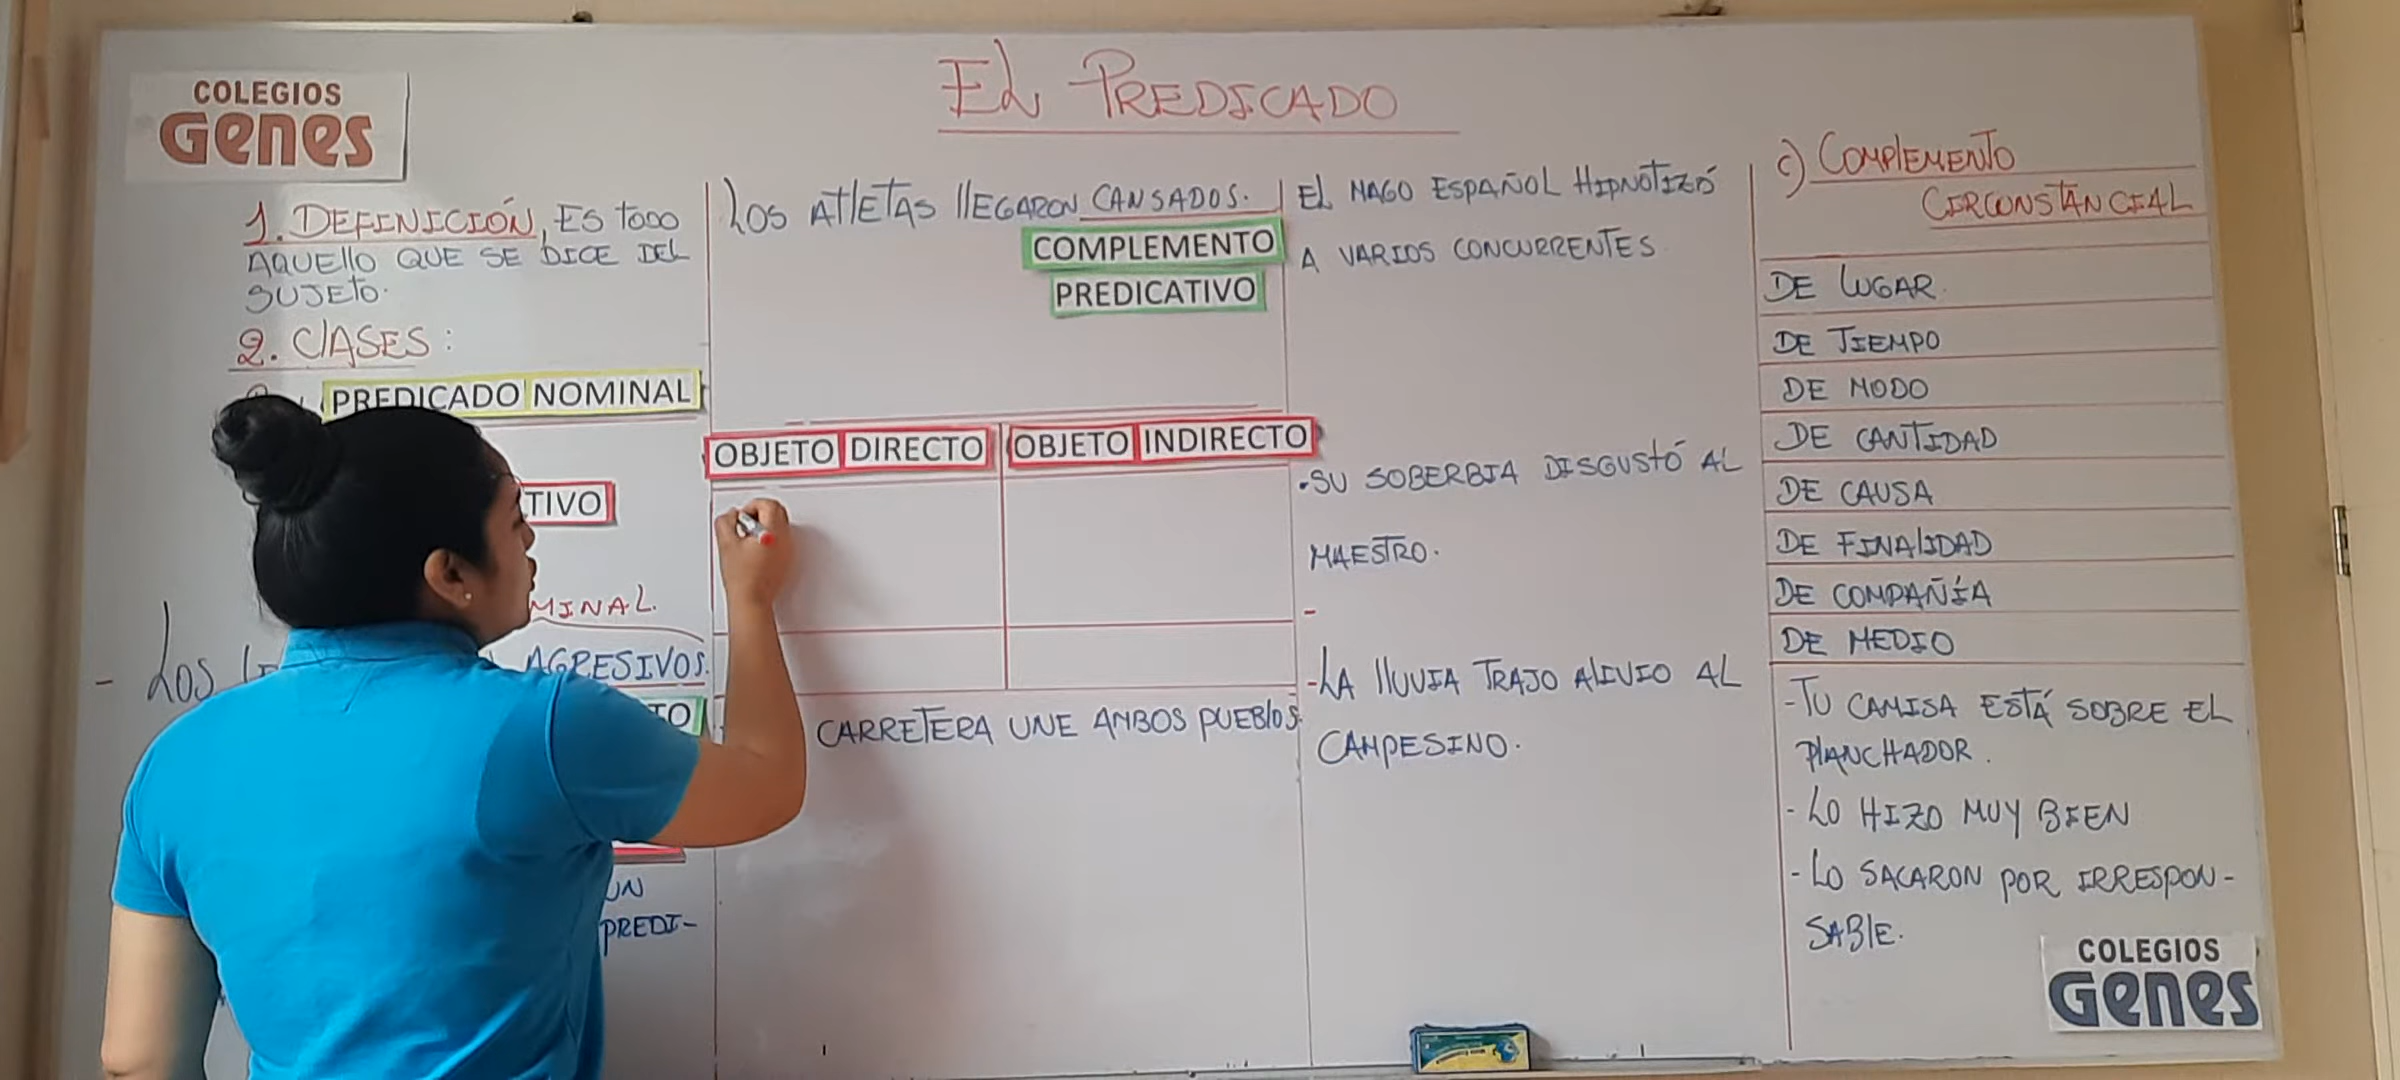 EL PREDICADO
COLEGIOS
Genes
1. DEFINICIÓN, ES TODO
AQUELLO QUE SE DICE DEL
SUJETO.
2. CLASES:
PREDICADO NOMINAL
TIVO
MINAL.
- LOS AGRESIVOS.
TO
UN
PREDI-
LOS ATLETAS LLEGARON CANSADOS.
COMPLEMENTO
PREDICATIVO
OBJETO DIRECTO OBJETO INDIRECTO
CARRETERA UNE AMBOS PUEBLOS.
EL MAGO ESPAÑOL HIPNOTIZÓ
A VARIOS CONCURRENTES
•SU SOBERBIA DISGUSTÓ AL
MAESTRO.
-
-LA LLUVIA TRAJO ALIVIO AL
CAMPESINO.
C) COMPLEMENTO
CIRCUNSTANCIAL
DE LUGAR.
DE TIEMPO
DE MODO
DE CANTIDAD
DE CAUSA
DE FINALIDAD
DE COMPAÑÍA
DE MEDIO
-TU CAMISA ESTÁ SOBRE EL
PLANCHADOR.
-LO HIZO MUY BIEN
-LO SACARON POR IRRESPON-
SABLE.
COLEGIOS
Genes